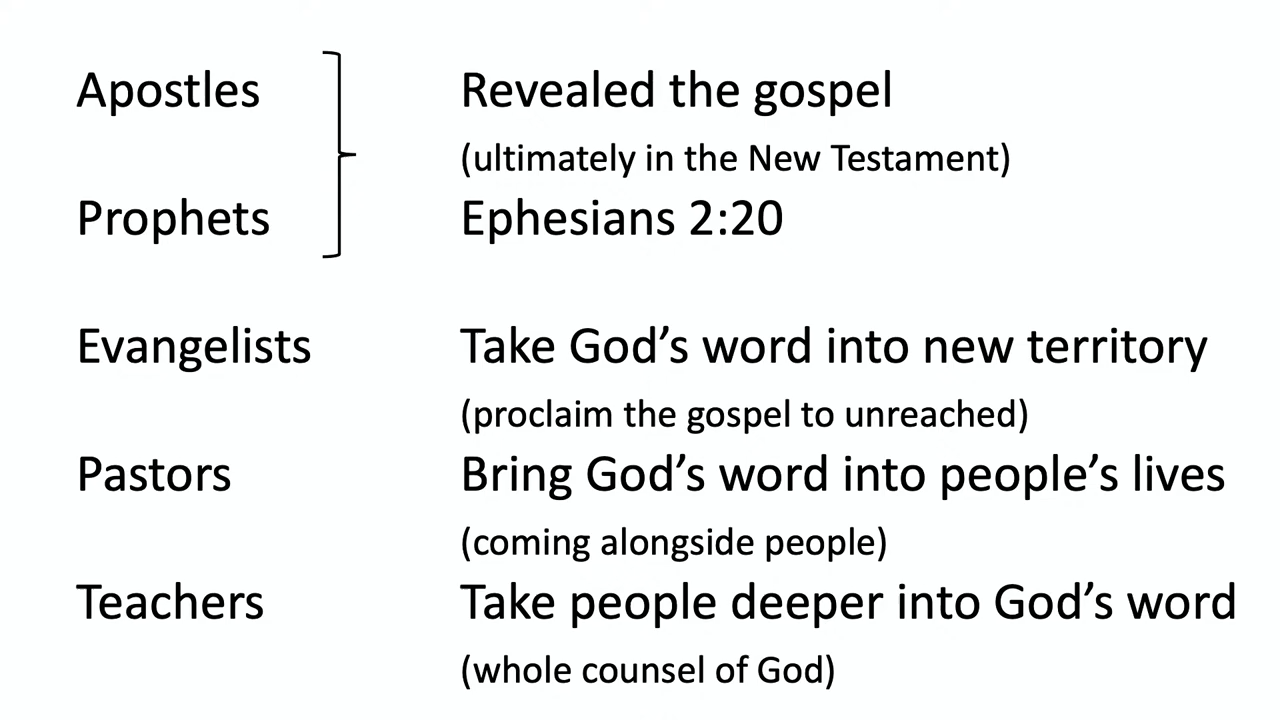 Apostles Revealed the gospel
(ultimately in the New Testament)
Prophets Ephesians 2:20
Evangelists Take God’s word into new territory
(proclaim the gospel to unreached)
Pastors Bring God’s word into people’s lives
(coming alongside people)
Teachers Take people deeper into God’s word
(whole counsel of God)